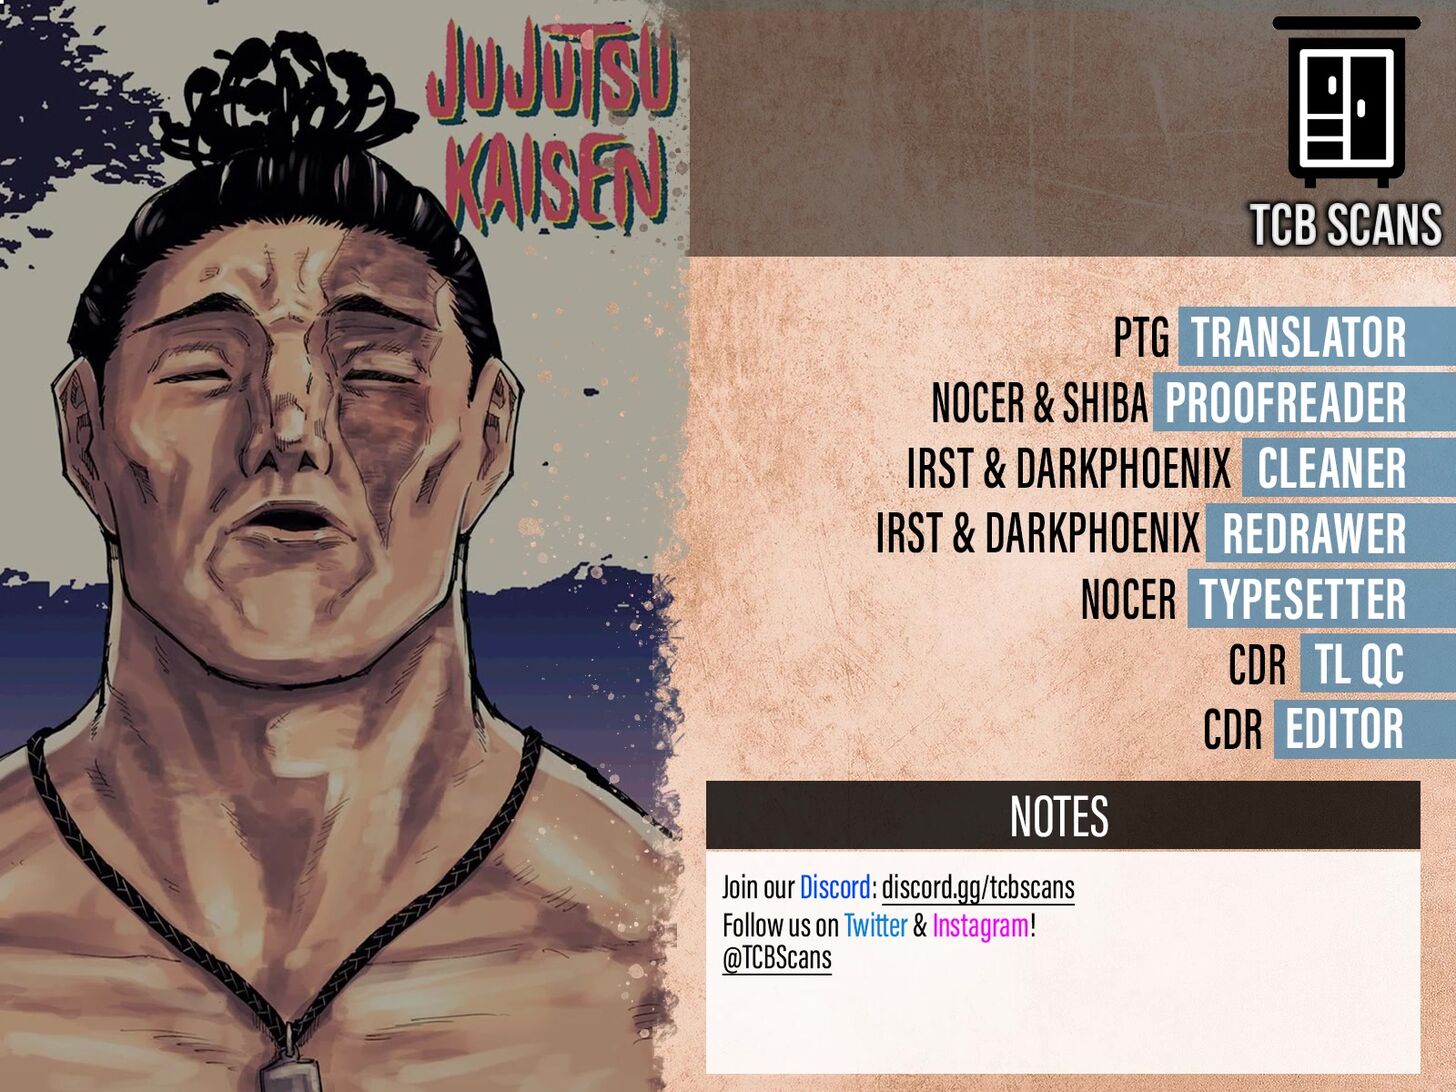 JUJUTSU
KAISEN
TCB SCANS
PTG TRANSLATOR
NOCER & SHIBA PROOFREADER
IRST & DARKPHOENIX CLEANER
IRST & DARKPHOENIX REDRAWER
NOCER TYPESETTER
CDR TL QC
CDR EDITOR
NOTES
Join our Discord: discord.gg/tcbscans
Follow us on Twitter & Instagram!
@TCBScans